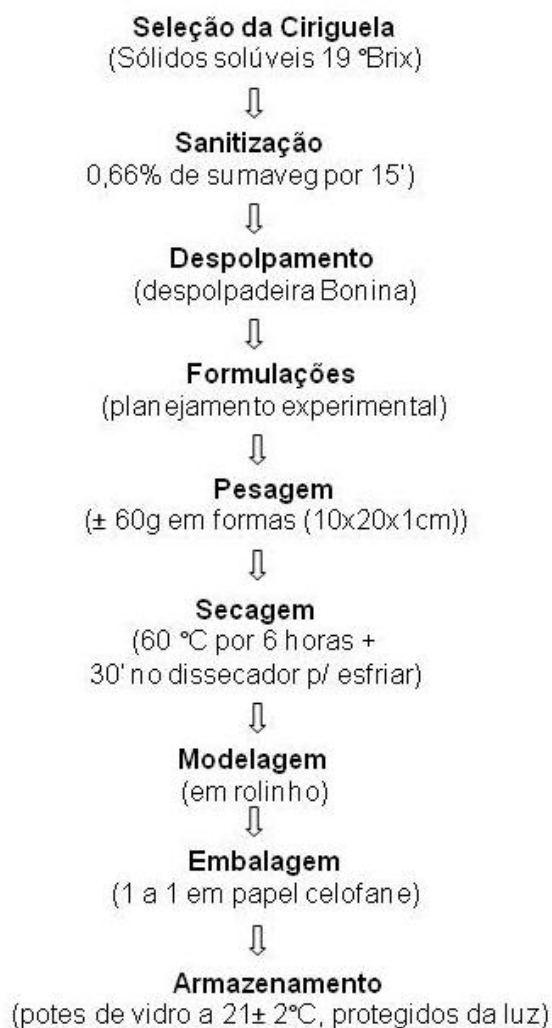 Seleção da Ciriguela
(Sólidos solúveis 19 °Brix)
⇩
Sanitização
0,66% de sumaveg por 15')
⇩
Despolpamento
(despolpadeira Bonina)
⇩
Formulações
(planejamento experimental)
⇩
Pesagem
(± 60g em formas (10x20x1cm))
⇩
Secagem
(60 °C por 6 horas +
30' no dissecador p/ esfriar)
⇩
Modelagem
(em rolinho)
⇩
Embalagem
(1 a 1 em papel celofane)
⇩
Armazenamento
(potes de vidro a 21± 2°C, protegidos da luz)